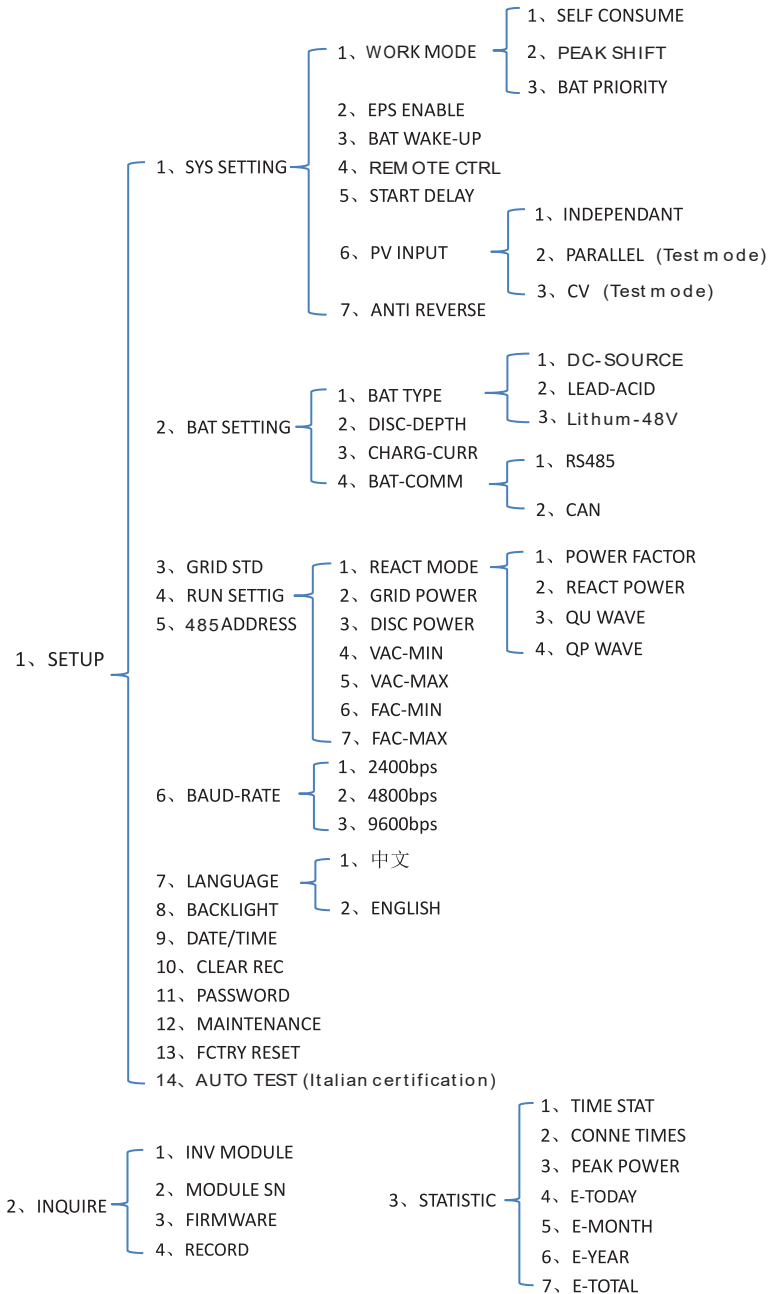 1、SETUP
1、SYS SETTING
1、WORK MODE
1、SELF CONSUME
2、PEAK SHIFT
3、BAT PRIORITY
2、EPS ENABLE
3、BAT WAKE-UP
4、REMOTE CTRL
5、START DELAY
6、PV INPUT
1、INDEPENDANT
2、PARALLEL (Test mode)
3、CV (Test mode)
7、ANTI REVERSE
2、BAT SETTING
1、BAT TYPE
1、DC-SOURCE
2、LEAD-ACID
3、Lithum-48V
2、DISC-DEPTH
3、CHARG-CURR
4、BAT-COMM
1、RS485
2、CAN
3、GRID STD
4、RUN SETTIG
1、REACT MODE
1、POWER FACTOR
2、REACT POWER
3、QU WAVE
4、QP WAVE
2、GRID POWER
3、DISC POWER
4、VAC-MIN
5、VAC-MAX
6、FAC-MIN
7、FAC-MAX
5、485 ADDRESS
6、BAUD-RATE
1、2400bps
2、4800bps
3、9600bps
7、LANGUAGE
1、中文
2、ENGLISH
8、BACKLIGHT
9、DATE/TIME
10、CLEAR REC
11、PASSWORD
12、MAINTENANCE
13、FCTRY RESET
14、AUTO TEST (Italian certification)
2、INQUIRE
1、INV MODULE
2、MODULE SN
3、FIRMWARE
4、RECORD
3、STATISTIC
1、TIME STAT
2、CONNE TIMES
3、PEAK POWER
4、E-TODAY
5、E-MONTH
6、E-YEAR
7、E-TOTAL